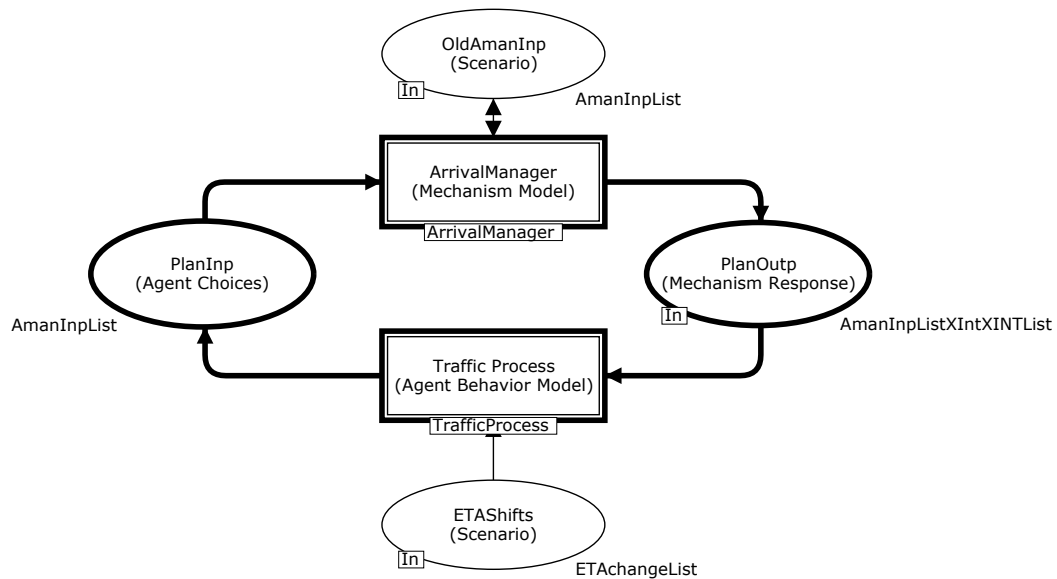 OldAmanInp
(Scenario)
In
AmanInpList
ArrivalManager
(Mechanism Model)
ArrivalManager
PlanInp
(Agent Choices)
AmanInpList
PlanOutp
(Mechanism Response)
In
AmanInpListXIntXINTList
Traffic Process
(Agent Behavior Model)
TrafficProcess
ETAShifts
(Scenario)
In
ETAchangeList